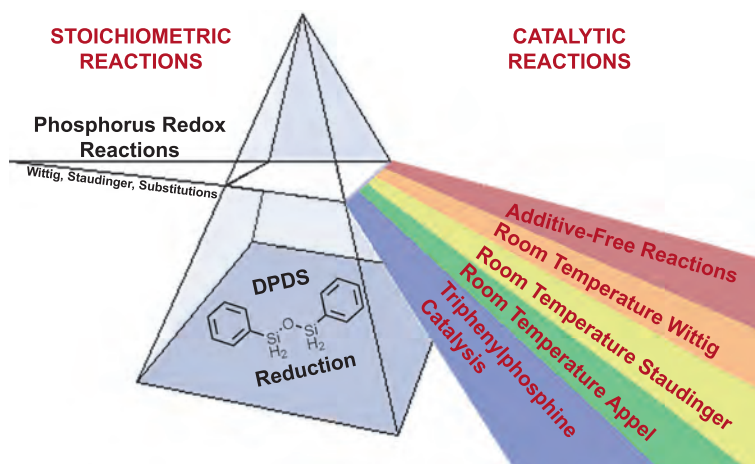 STOICHIOMETRIC
REACTIONS
CATALYTIC
REACTIONS
Phosphorus Redox
Reactions
Wittig, Staudinger, Substitutions
Additive-Free Reactions
Room Temperature Wittig
Room Temperature Staudinger
Room Temperature Appel
Triphenylphosphine
Catalysis
DPDS
O
Si Si
H2 H2
Reduction